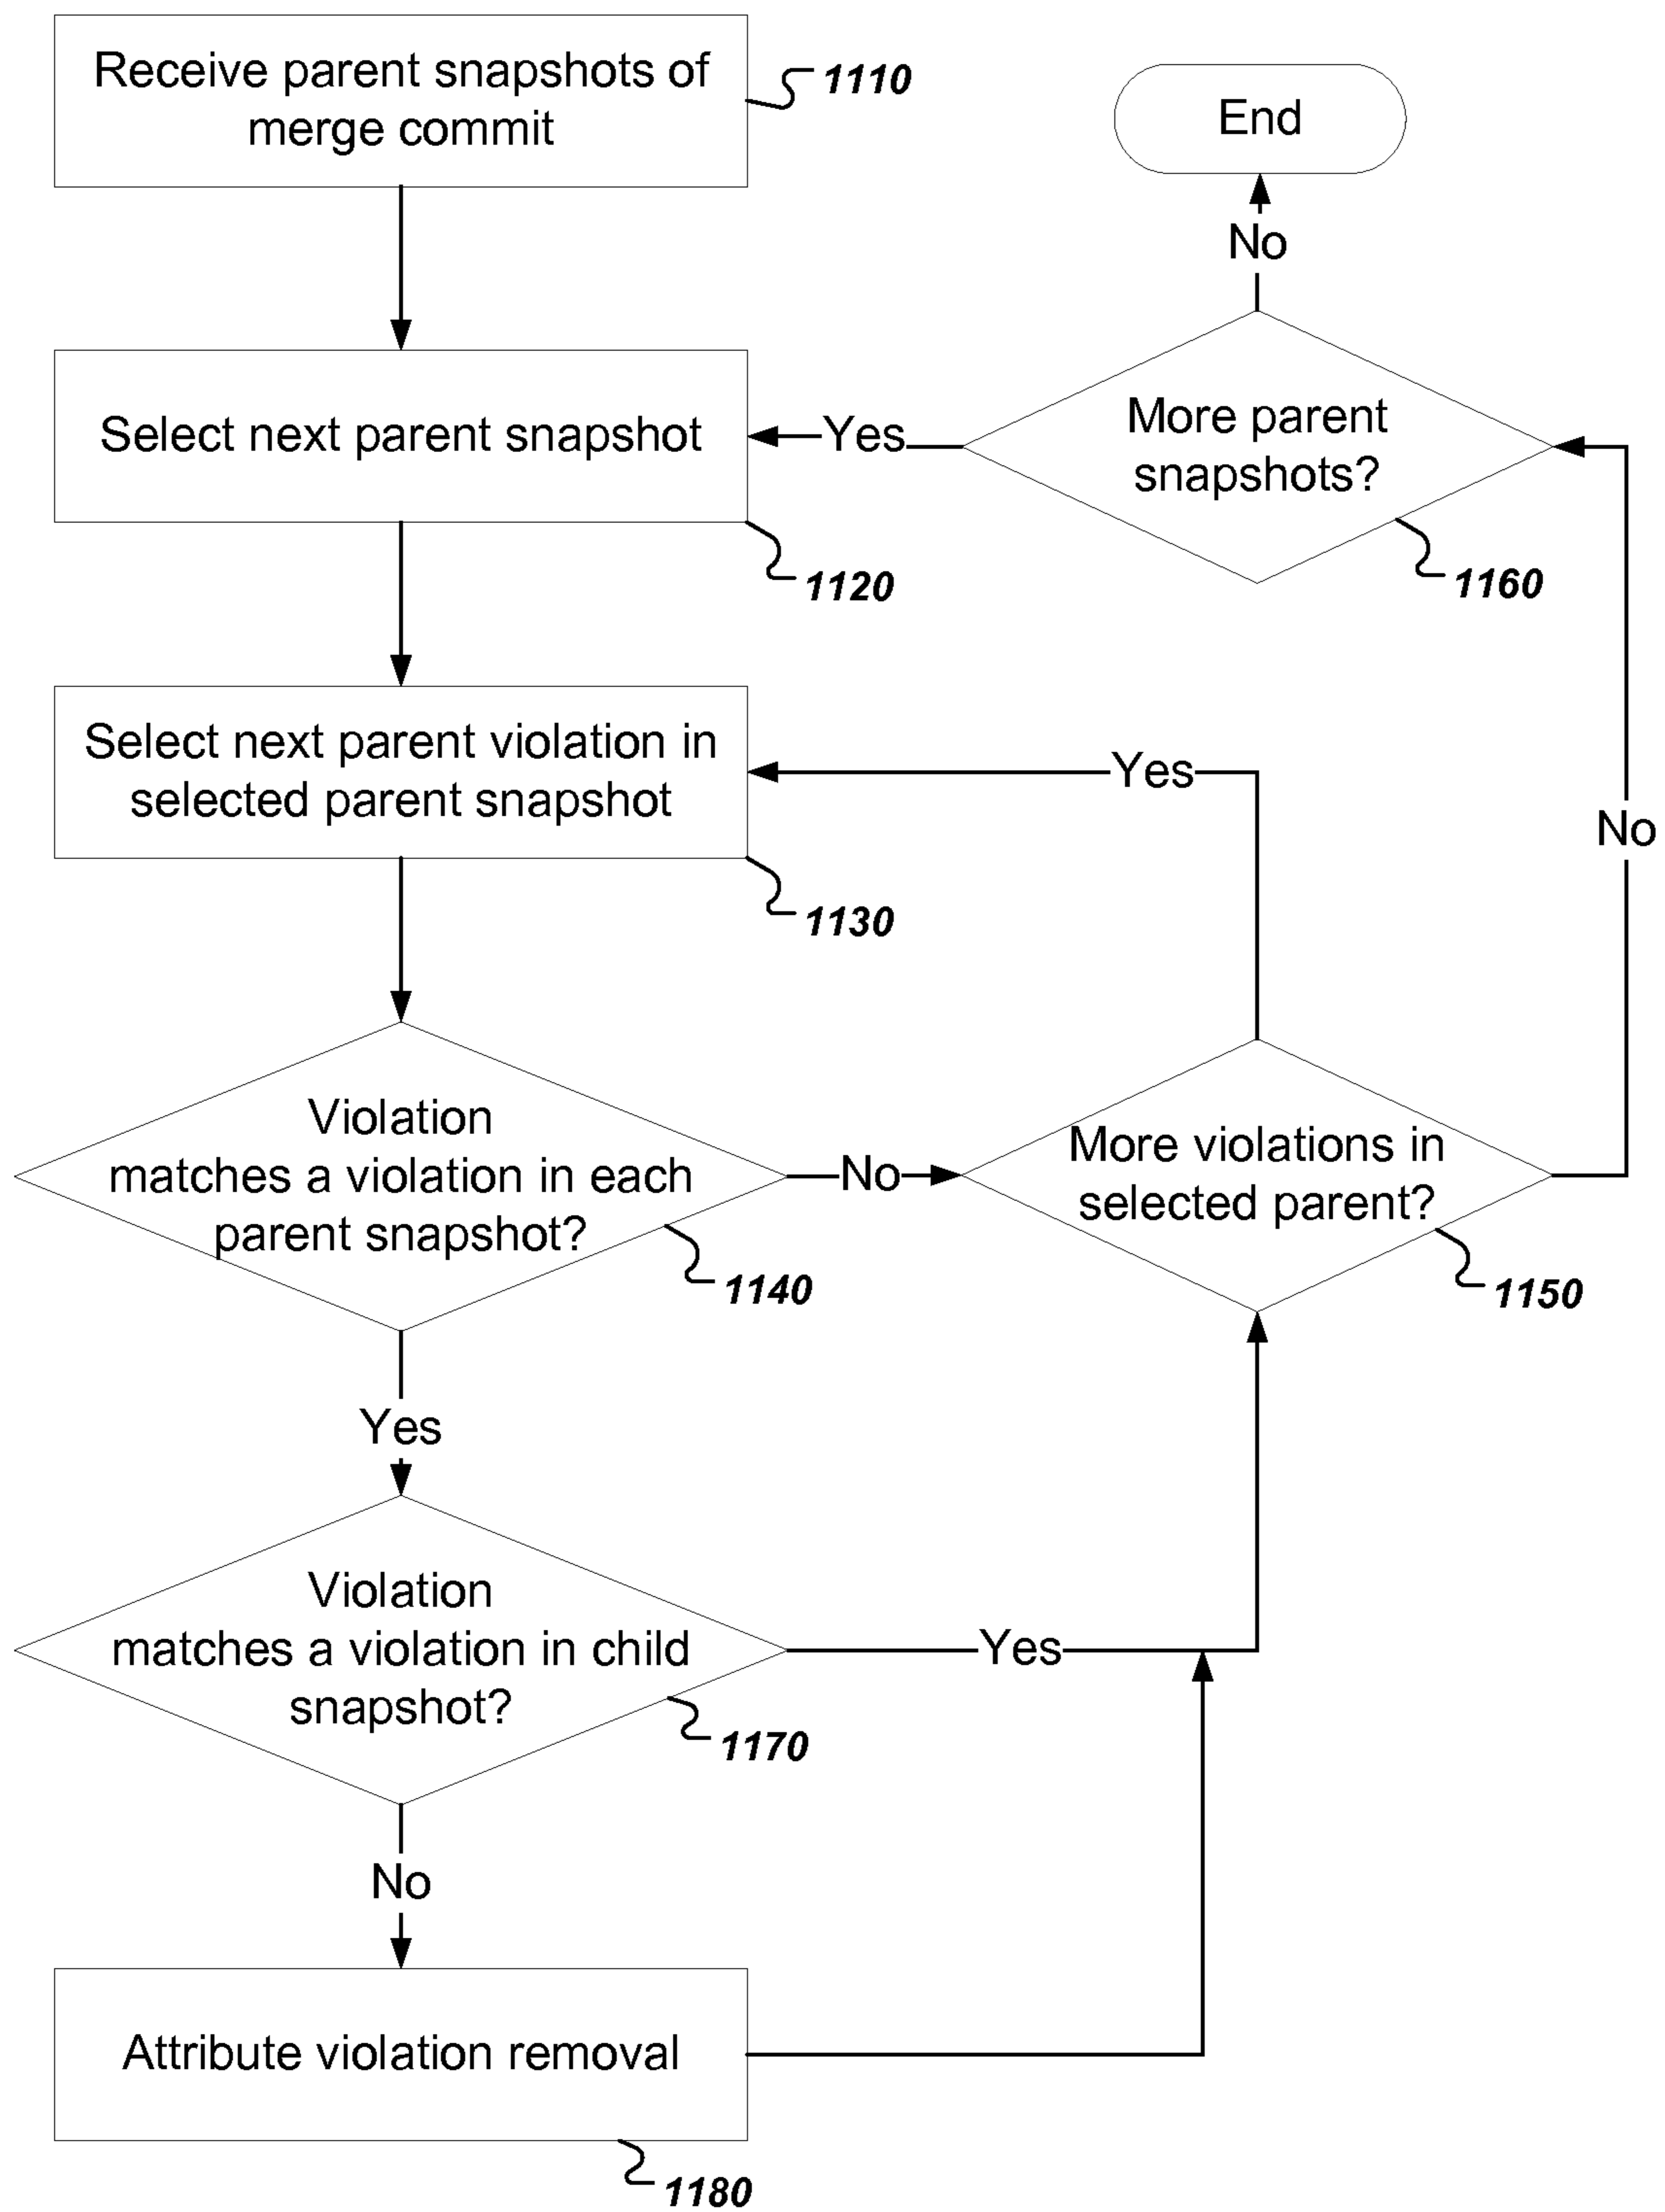 Receive parent snapshots of
merge commit
1110
End
No
Select next parent snapshot
1120
Yes
More parent
snapshots?
1160
Select next parent violation in
selected parent snapshot
1130
Yes
No
Violation
matches a violation in each
parent snapshot?
1140
No
More violations in
selected parent?
1150
Yes
Violation
matches a violation in child
snapshot?
1170
Yes
No
Attribute violation removal
1180